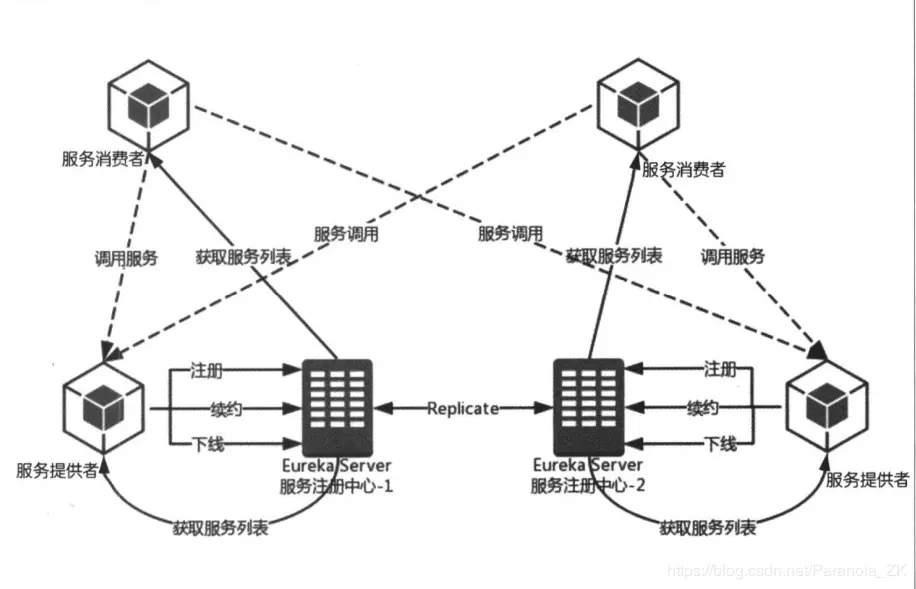 服务消费者
服务消费者
调用服务
获取服务列表
服务调用
服务调用
获取服务列表
调用服务
注册
续约
下线
Replicate
注册
续约
下线
服务提供者
Eureka Server
服务注册中心-1
Eureka Server
服务注册中心-2
服务提供者
获取服务列表
获取服务列表
https://blog.csdn.net/Paranoia_ZK